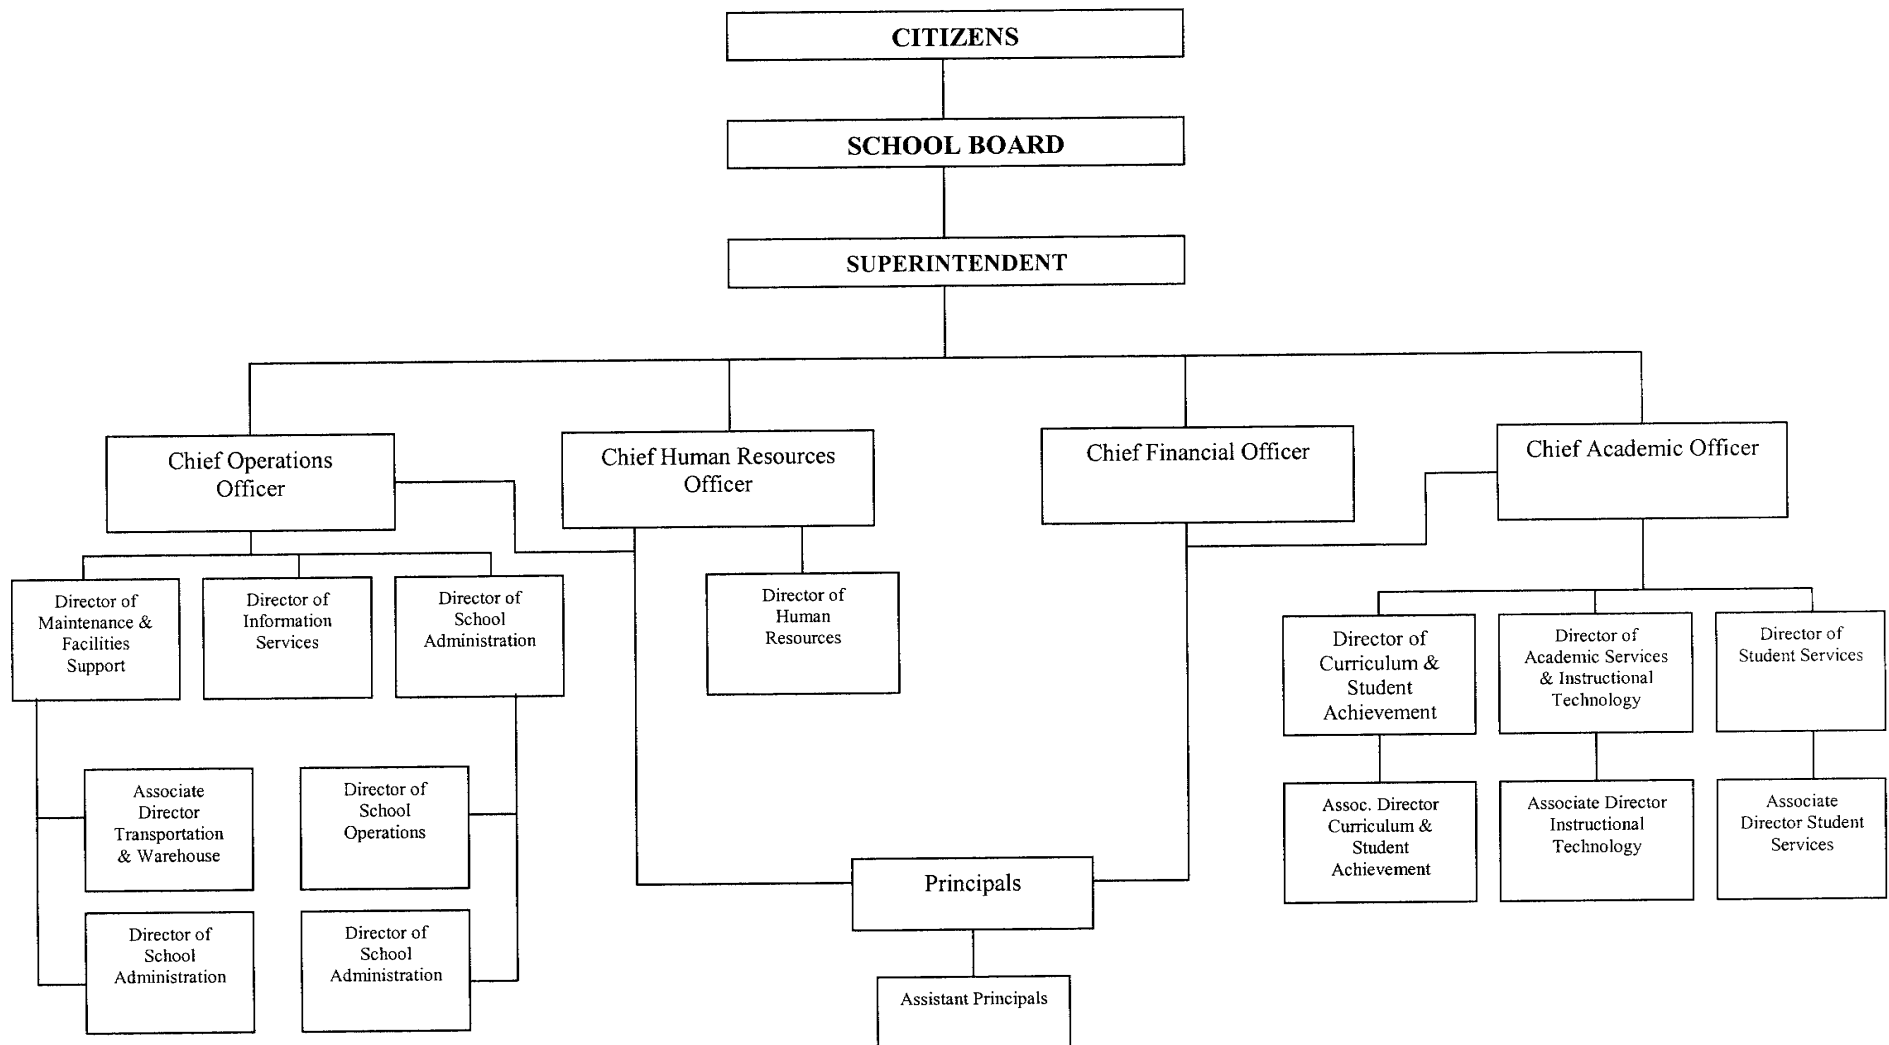 CITIZENS
SCHOOL BOARD
SUPERINTENDENT
Chief Operations
Officer
Chief Human Resources
Officer
Chief Financial Officer
Chief Academic Officer
Director of
Maintenance &
Facilities
Support
Director of
Information
Services
Director of
School
Administration
Director of
Human
Resources
Director of
Curriculum &
Student
Achievement
Director of
Academic Services
& Instructional
Technology
Director of
Student Services
Associate
Director
Transportation
& Warehouse
Director of
School
Operations
Assoc. Director
Curriculum &
Student
Achievement
Associate Director
Instructional
Technology
Associate
Director Student
Services
Principals
Director of
School
Administration
Director of
School
Administration
Assistant Principals